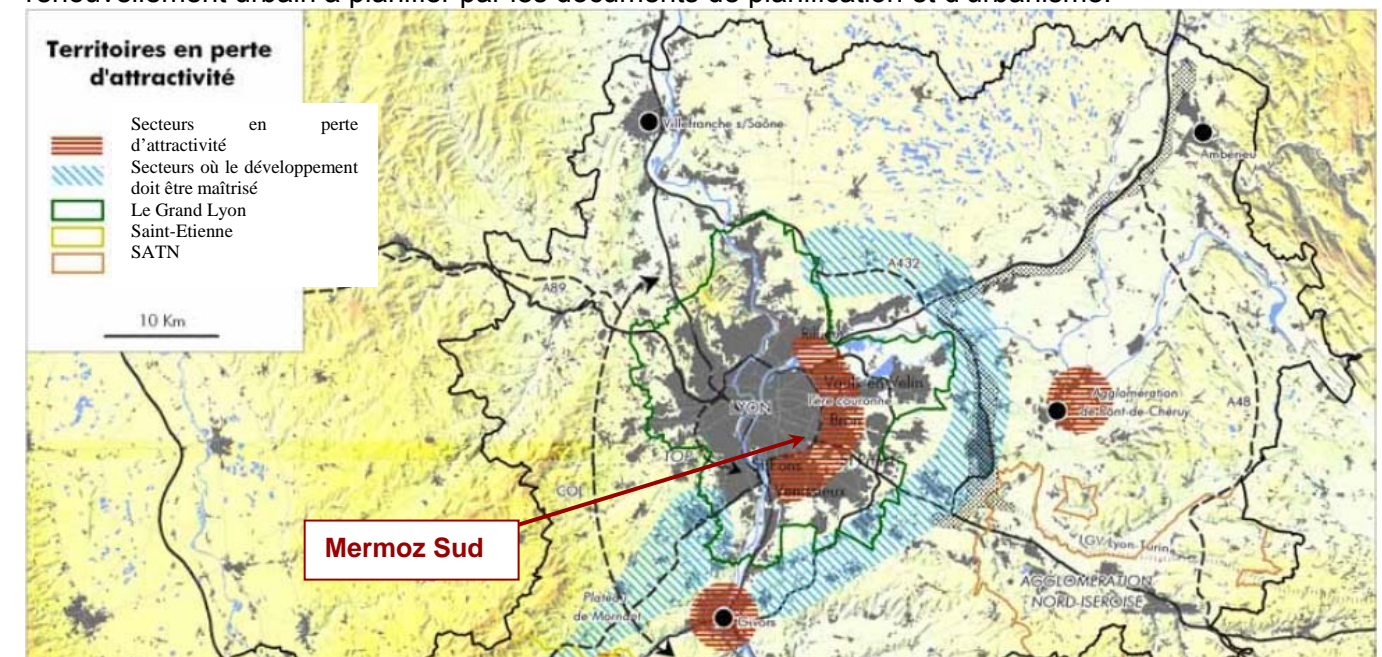 renouvellement urbain à planifier par les documents de planification et d'urbanisme.
Territoires en perte
d'attractivité
Secteurs en perte
d'attractivité
Secteurs où le développement
doit être maîtrisé
Le Grand Lyon
Saint-Etienne
SATN
10 Km
Villefranche s/Saône
Ambérieu
A432
A89
Vaulx en Velin
1ère couronne
LYON
Bron
Agglomération
de Pont-de-Chéruy
A48
TOP
Vénissieux
COL
Mermoz Sud
LGV Lyon-Turin
AGGLOMERATION
NORD-ISEROISE
Plateau
de Mornant
Givors